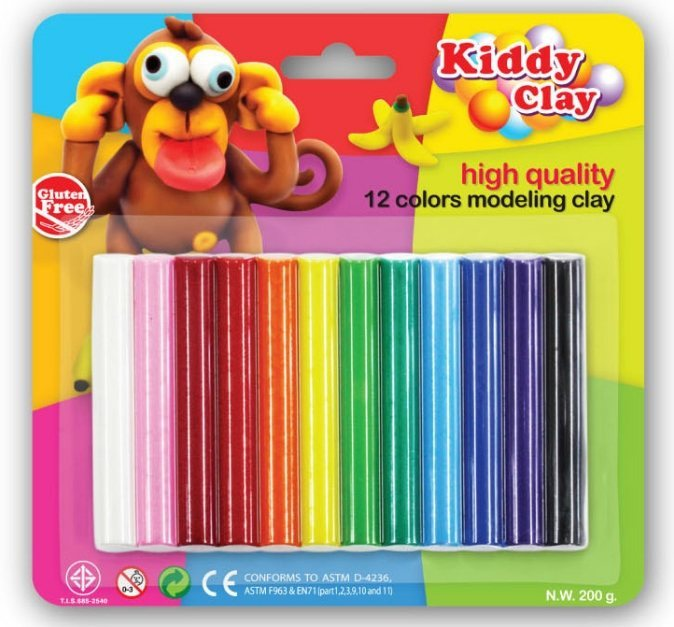 Kiddy
Clay
high quality
12 colors modeling clay
Gluten
Free
T.I.S.685-2540
0-3
CE
CONFORMS TO ASTM D-4236,
ASTM F963 & EN71(part1,2,3,9,10 and 11)
N.W. 200 g.